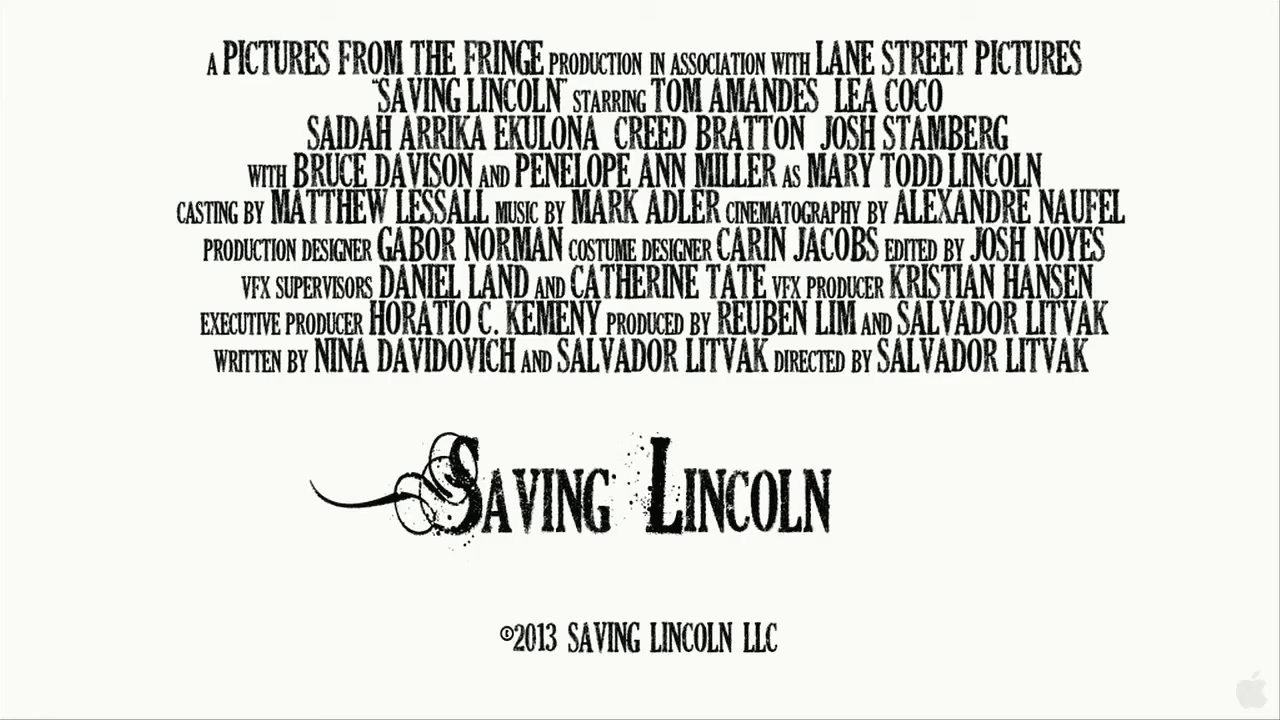 A PICTURES FROM THE FRINGE PRODUCTION IN ASSOCIATION WITH LANE STREET PICTURES
"SAVING LINCOLN" STARRING TOM AMANDES LEA COCO
SAIDAH ARRIKA EKULONA CREED BRATTON JOSH STAMBERG
WITH BRUCE DAVISON AND PENELOPE ANN MILLER AS MARY TODD LINCOLN
CASTING BY MATTHEW LESSALL MUSIC BY MARK ADLER CINEMATOGRAPHY BY ALEXANDRE NAUFEL
PRODUCTION DESIGNER GABOR NORMAN COSTUME DESIGNER CARIN JACOBS EDITED BY JOSH NOYES
VFX SUPERVISORS DANIEL LAND AND CATHERINE TATE VFX PRODUCER KRISTIAN HANSEN
EXECUTIVE PRODUCER HORATIO C. KEMENY PRODUCED BY REUBEN LIM AND SALVADOR LITVAK
WRITTEN BY NINA DAVIDOVICH AND SALVADOR LITVAK DIRECTED BY SALVADOR LITVAK
SAVING LINCOLN
©2013 SAVING LINCOLN LLC